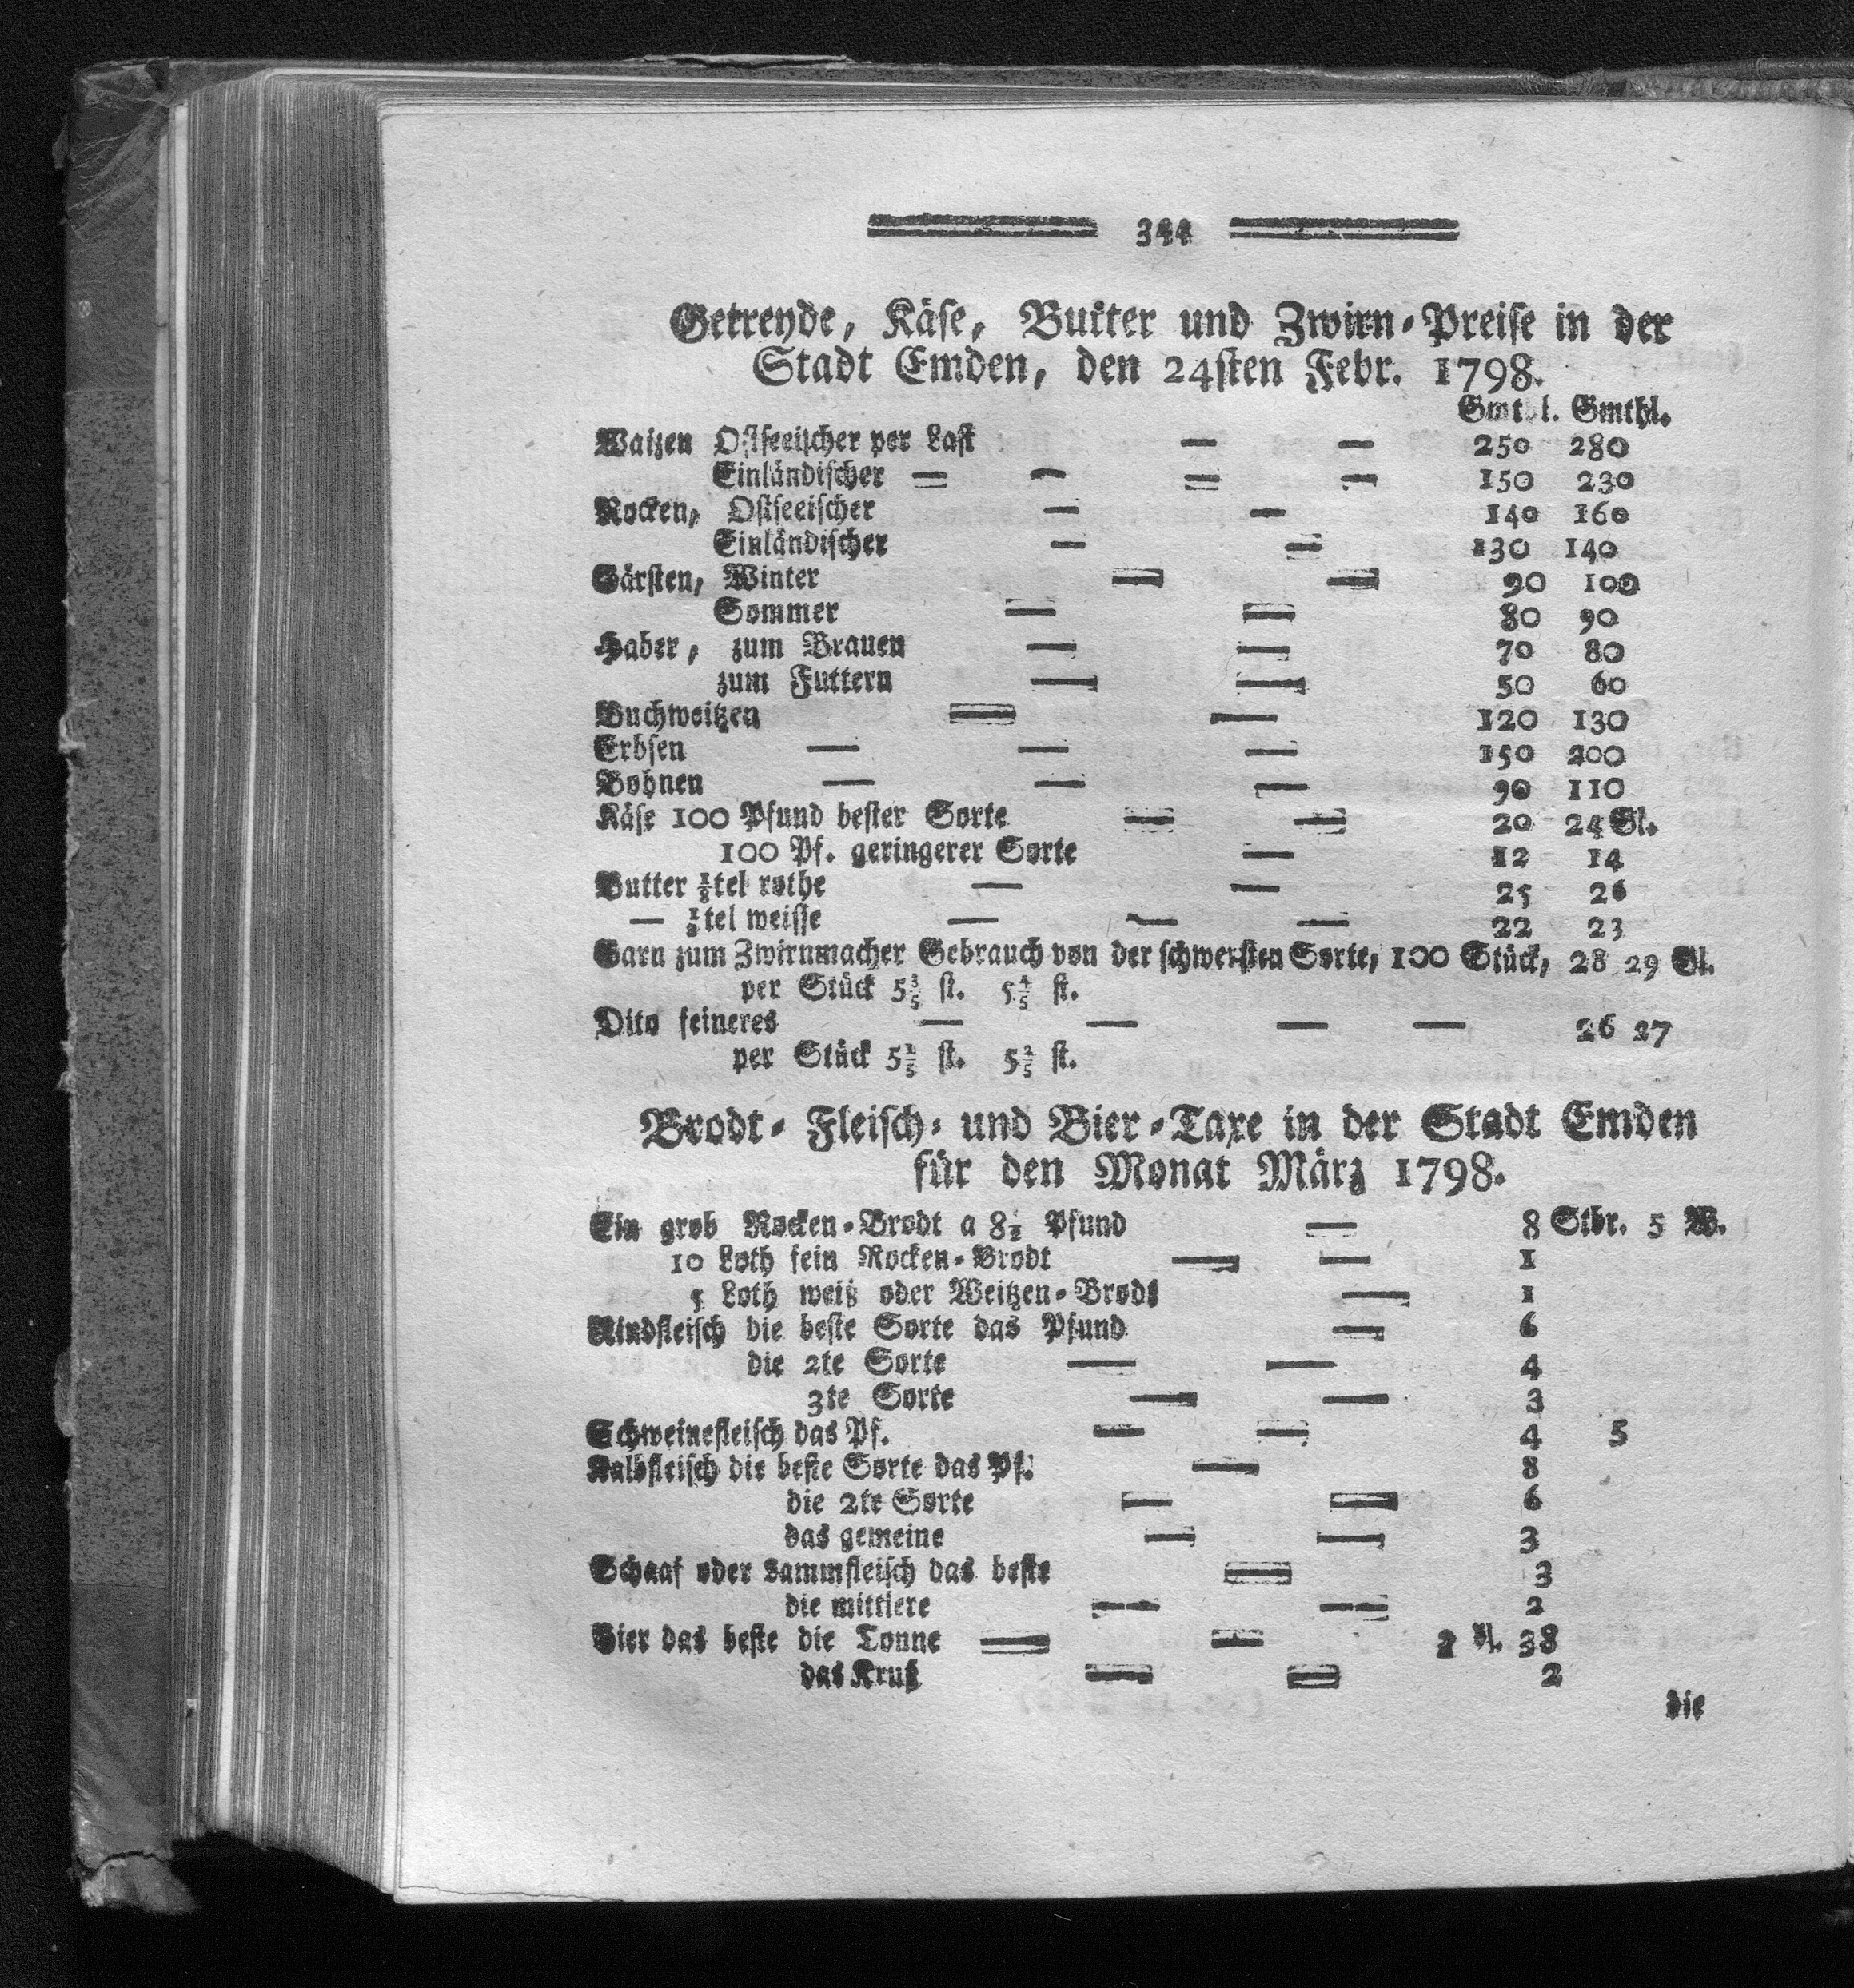 344
Getreyde, Käse, Butter und Zwirn-Preise in der
Stadt Emden, den 24sten Febr. 1798.
Gmthl. Gmthl.
Waizen Ostseeischer per Last — — 250 280
Einländischer — — — — 150 230
Rocken, Ostseeischer — — 140 160
Einländischer — — 130 140
Gärsten, Winter — — 90 100
Sommer — — 80 90
Haber, zum Brauen — — 70 80
zum Futtern — — 50 60
Buchweitzen — — 120 130
Erbsen — — — 150 200
Bohnen — — — 90 110
Käse 100 Pfund bester Sorte — — 20 24 Gl.
100 Pf. geringerer Sorte — 12 14
Butter ⅛tel rothe — — 25 26
— ⅛tel weisse — — — 22 23
Garn zum Zwirnmacher Gebrauch von der schwersten Sorte, 100 Stück, 28 29 Gl.
per Stück 5⅗ st. 5⅘ st.
Dito feineres — — — — 26 27
per Stück 5⅕ st. 5⅖ st.
Brodt- Fleisch- und Bier-Taxe in der Stadt Emden
für den Monat März 1798.
Ein grob Rocken-Brodt a 8½ Pfund — 8 Stbr. 5 W.
10 Loth fein Rocken-Brodt — — 1
5 Loth weiß oder Weitzen-Brodt — 1
Rindfleisch die beste Sorte das Pfund — 6
die 2te Sorte — — 4
3te Sorte — — 3
Schweinefleisch das Pf. — — 4 5
Kalbfleisch die beste Sorte das Pf. — 8
die 2te Sorte — — 6
das gemeine — — 3
Schaaf oder Lammfleisch das beste — 3
die mittlere — — 2
Bier das beste die Tonne — — 2 Rl. 38
das Kruß — — 2
die